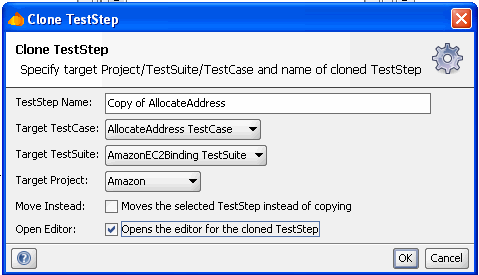 Clone TestStep
Clone TestStep
Specify target Project/TestSuite/TestCase and name of cloned TestStep
TestStep Name: Copy of AllocateAddress
Target TestCase: AllocateAddress TestCase
Target TestSuite: AmazonEC2Binding TestSuite
Target Project: Amazon
Move Instead: Moves the selected TestStep instead of copying
Open Editor: Opens the editor for the cloned TestStep
? OK Cancel